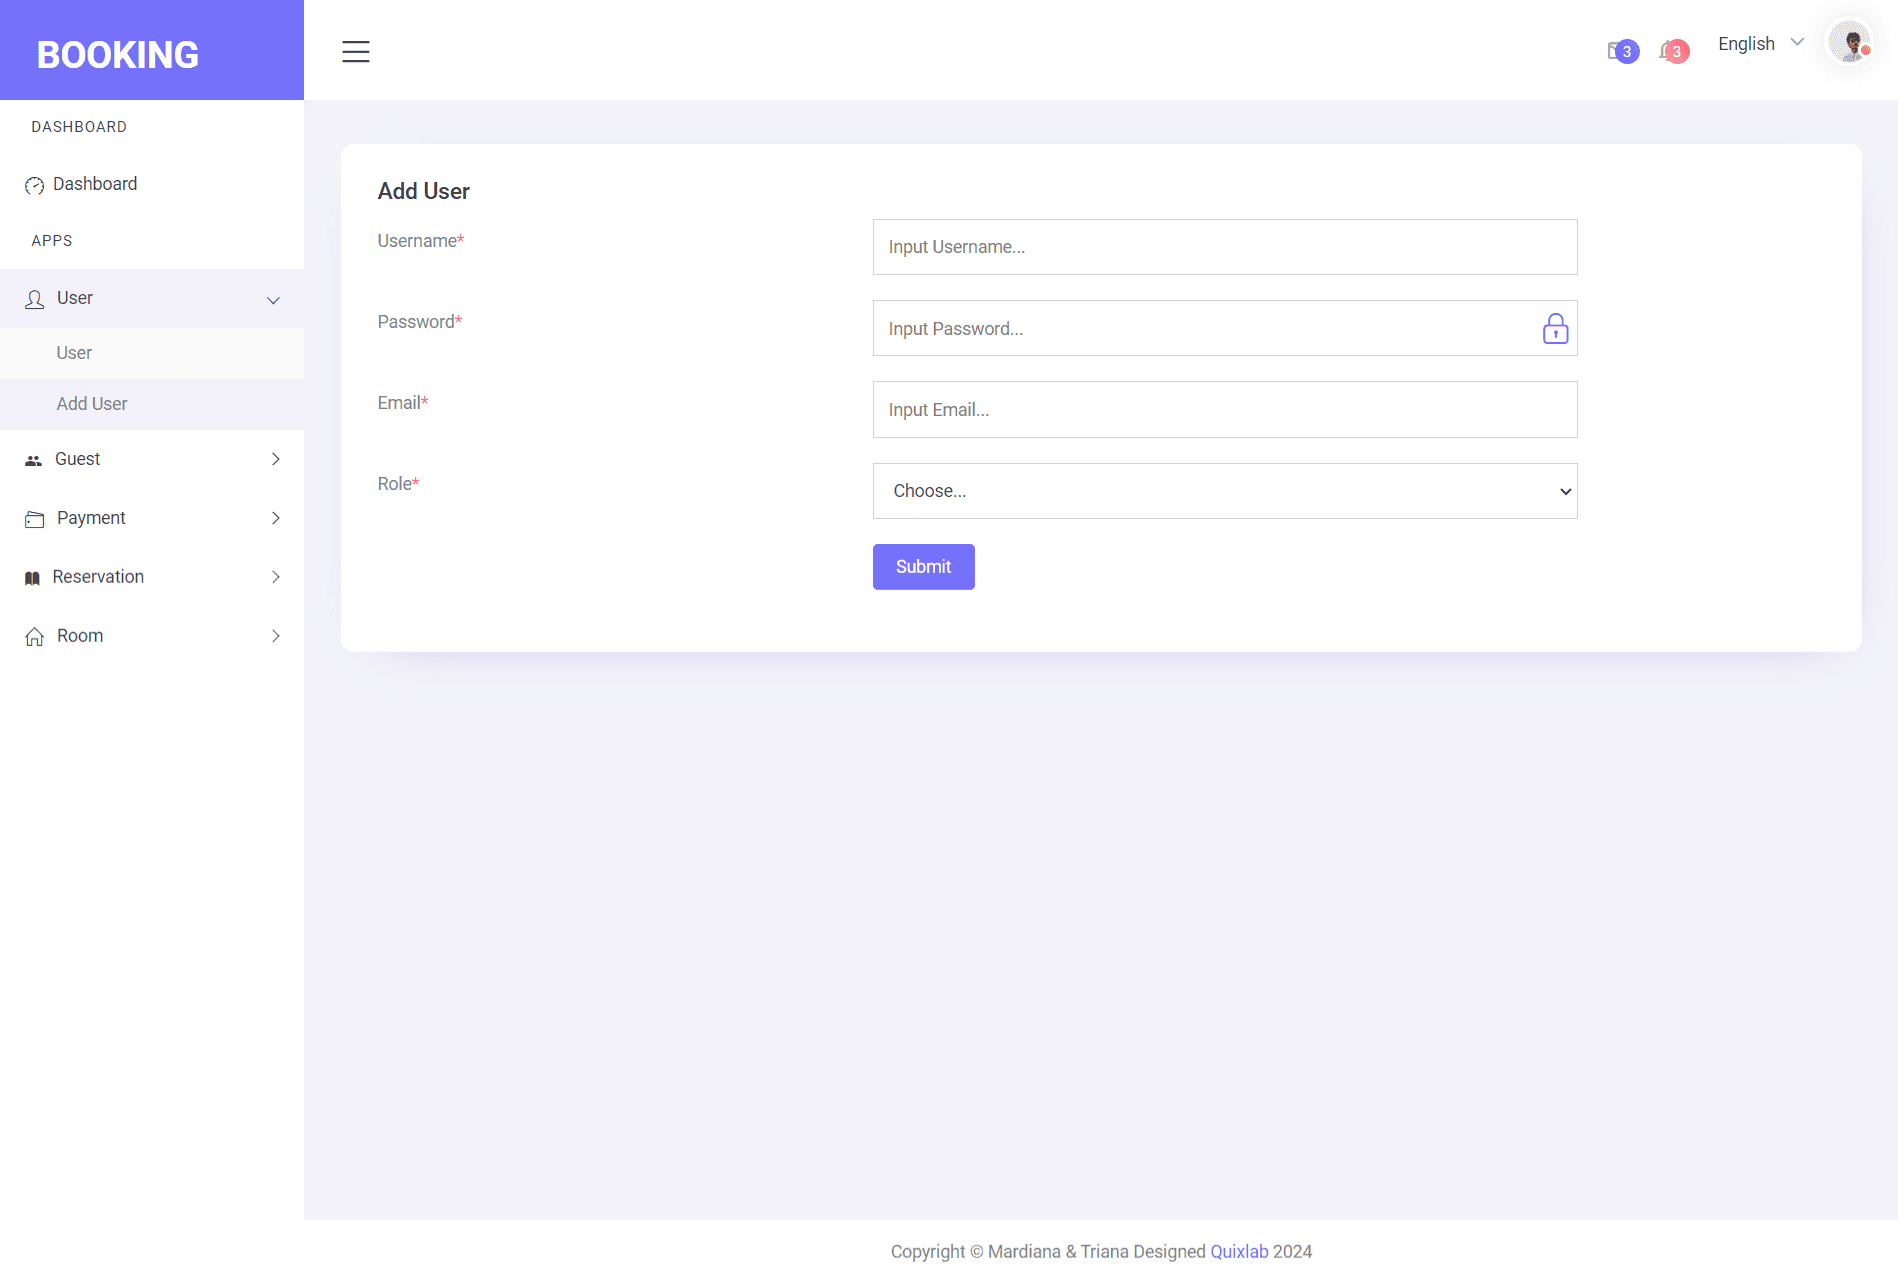 BOOKING
3
3
English
DASHBOARD
Dashboard
APPS
User
User
Add User
Guest
Payment
Reservation
Room
Add User
Username*
Input Username...
Password*
Input Password...
Email*
Input Email...
Role*
Choose...
Submit
Copyright © Mardiana & Triana Designed Quixlab 2024